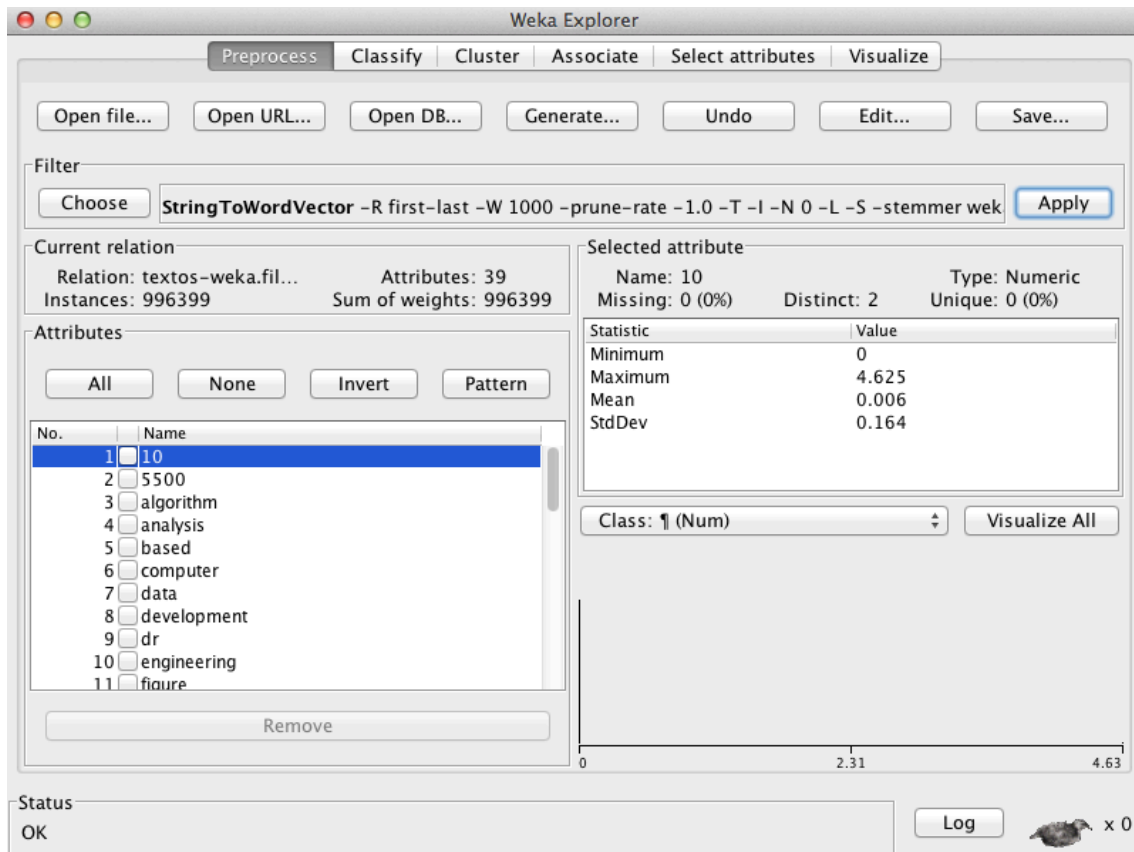 Weka Explorer
Preprocess Classify Cluster Associate Select attributes Visualize
Open file... Open URL... Open DB... Generate... Undo Edit... Save...
Filter
Choose StringToWordVector -R first-last -W 1000 -prune-rate -1.0 -T -I -N 0 -L -S -stemmer wek Apply
Current relation
Relation: textos-weka.fil... Attributes: 39
Instances: 996399 Sum of weights: 996399
Selected attribute
Name: 10 Type: Numeric
Missing: 0 (0%) Distinct: 2 Unique: 0 (0%)
Statistic Value
Minimum 0
Maximum 4.625
Mean 0.006
StdDev 0.164
Attributes
All None Invert Pattern
No. Name
1 10
2 5500
3 algorithm
4 analysis
5 based
6 computer
7 data
8 development
9 dr
10 engineering
11 figure
Remove
Class: ¶ (Num) Visualize All
0 2.31 4.63
Status
OK
Log x 0